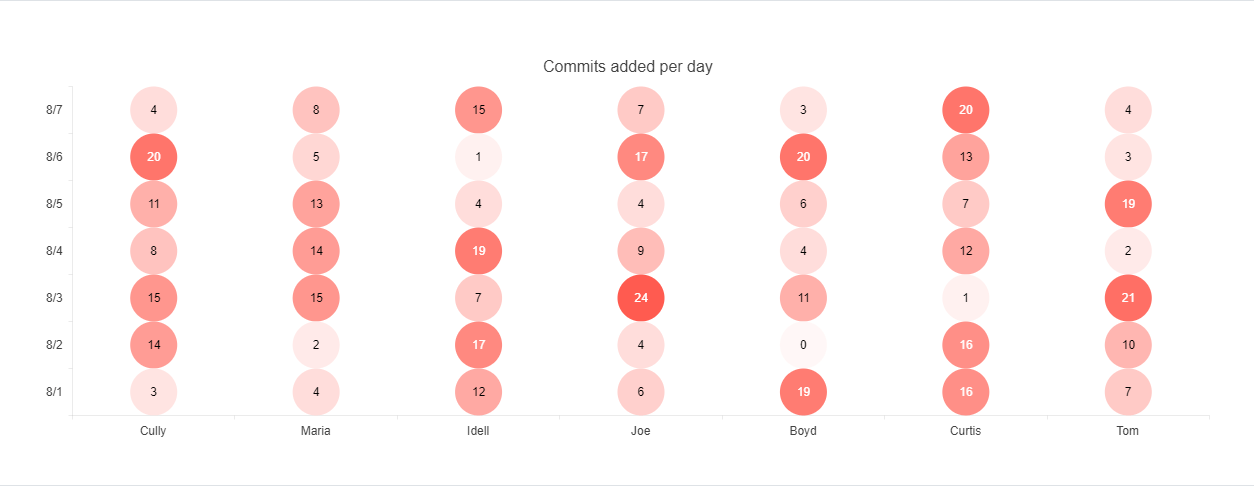 Commits added per day
8/7 4 8 15 7 3 20 4
8/6 20 5 1 17 20 13 3
8/5 11 13 4 4 6 7 19
8/4 8 14 19 9 4 12 2
8/3 15 15 7 24 11 1 21
8/2 14 2 17 4 0 16 10
8/1 3 4 12 6 19 16 7
Cully Maria Idell Joe Boyd Curtis Tom